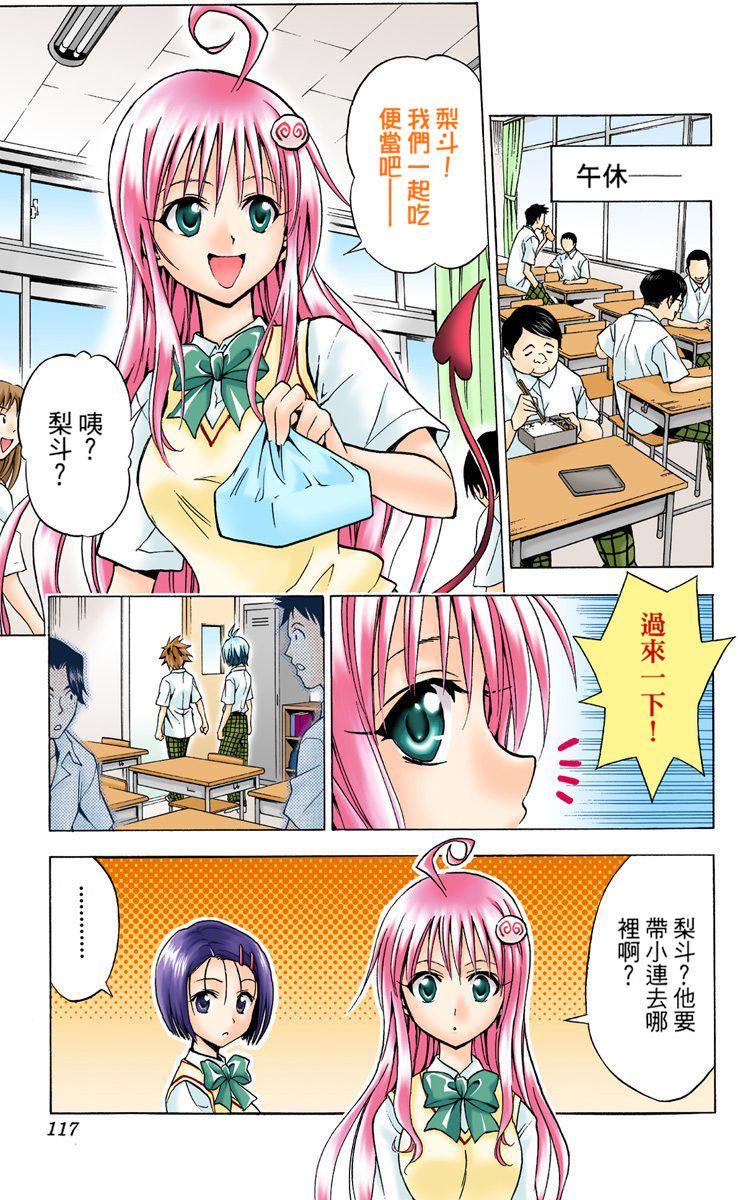 午休——
梨斗！
我們一起吃
便當吧——
咦？
梨斗？
過來一下！
梨斗？他要
帶小連去哪
裡啊？
………
117